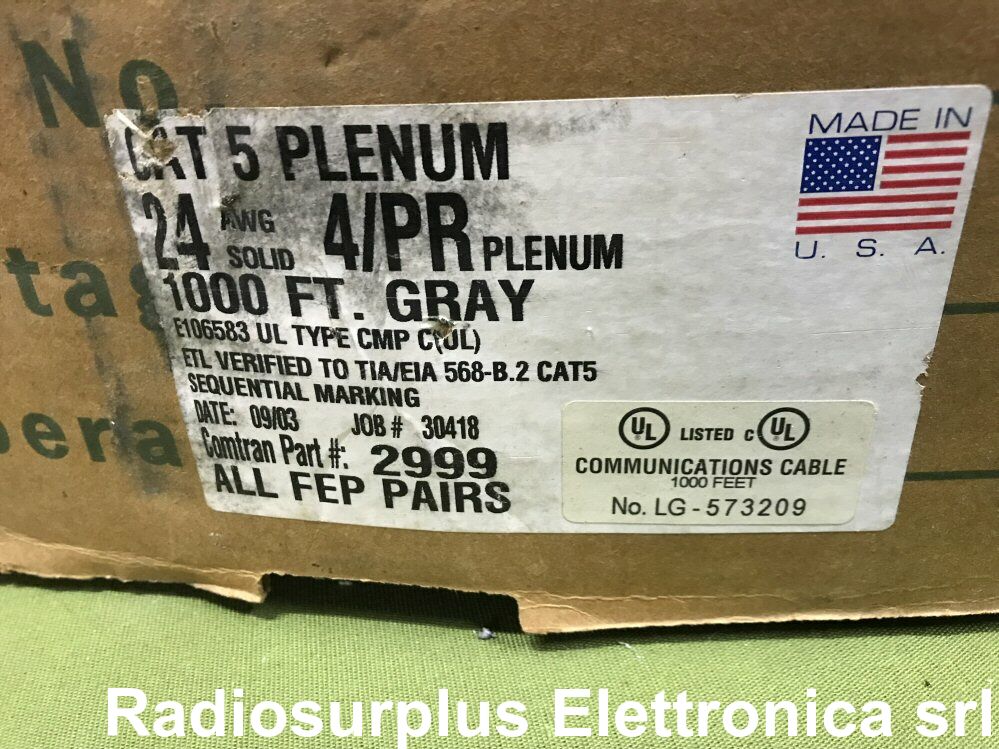 No.
CAT 5 PLENUM
24 AWG SOLID 4/PR PLENUM
1000 FT. GRAY
E106583 UL TYPE CMP C(UL)
ETL VERIFIED TO TIA/EIA 568-B.2 CAT5
SEQUENTIAL MARKING
DATE: 09/03 JOB # 30418
Comtran Part #: 2999
ALL FEP PAIRS
MADE IN
U. S. A.
UL LISTED C UL
COMMUNICATIONS CABLE
1000 FEET
No. LG - 573209
Radiosurplus Elettronica srl